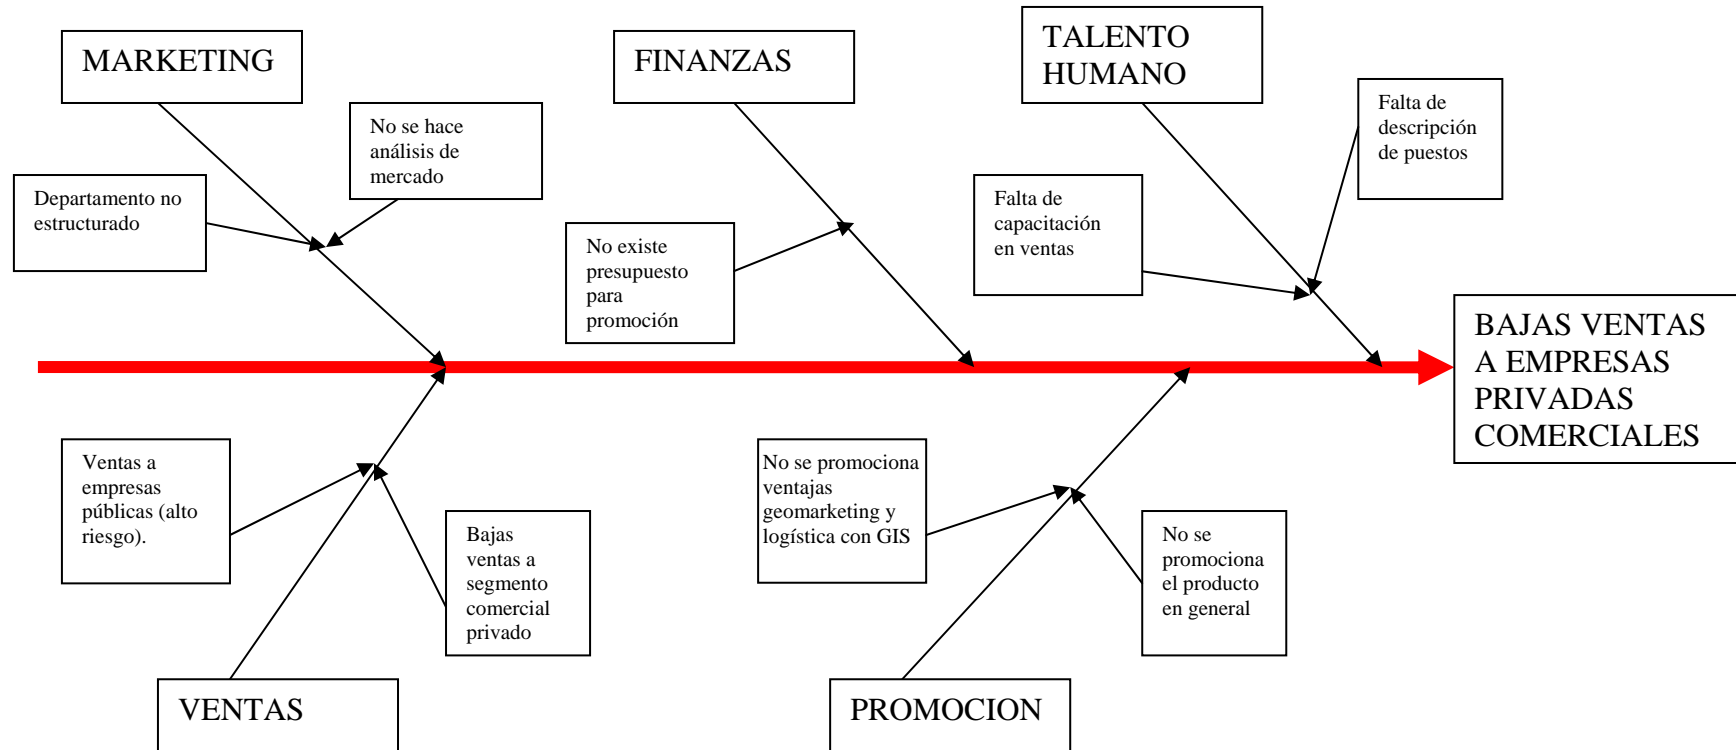 MARKETING
FINANZAS
TALENTO
HUMANO
No se hace
análisis de
mercado
Falta de
descripción
de puestos
Departamento no
estructurado
Falta de
capacitación
en ventas
No existe
presupuesto
para
promoción
BAJAS VENTAS
A EMPRESAS
PRIVADAS
COMERCIALES
Ventas a
empresas
públicas (alto
riesgo).
Bajas
ventas a
segmento
comercial
privado
No se promociona
ventajas
geomarketing y
logística con GIS
No se
promociona
el producto
en general
VENTAS
PROMOCION